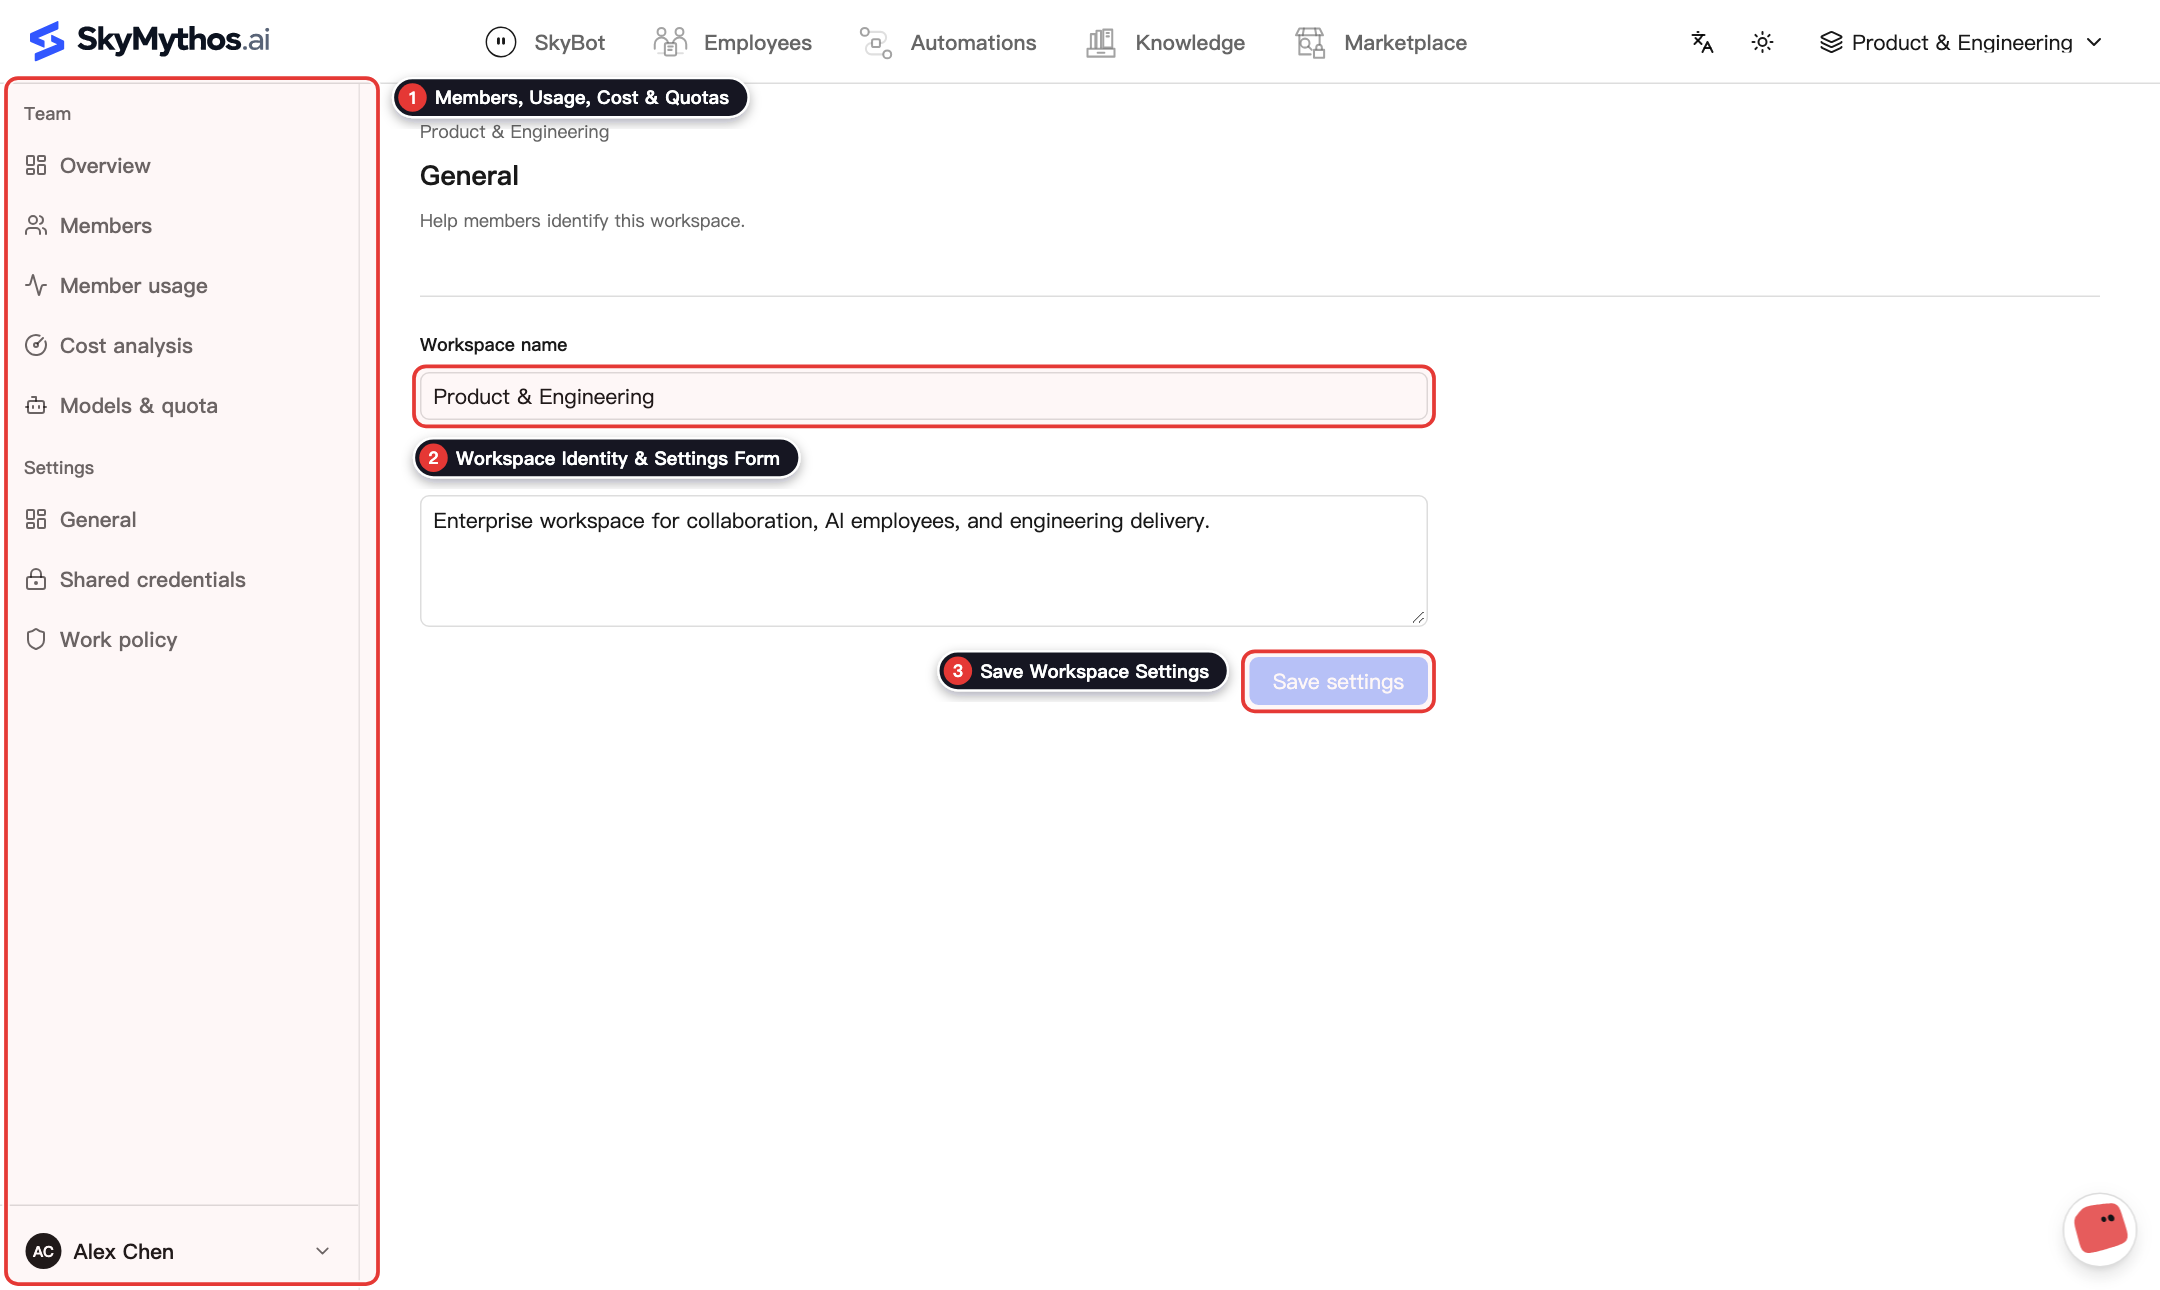 SkyMythos.ai
SkyBot
Employees
Automations
Knowledge
Marketplace
Product & Engineering
Team
Overview
Members
Member usage
Cost analysis
Models & quota
Settings
General
Shared credentials
Work policy
AC Alex Chen
1 Members, Usage, Cost & Quotas
Product & Engineering
General
Help members identify this workspace.
Workspace name
Product & Engineering
2 Workspace Identity & Settings Form
Enterprise workspace for collaboration, AI employees, and engineering delivery.
3 Save Workspace Settings
Save settings